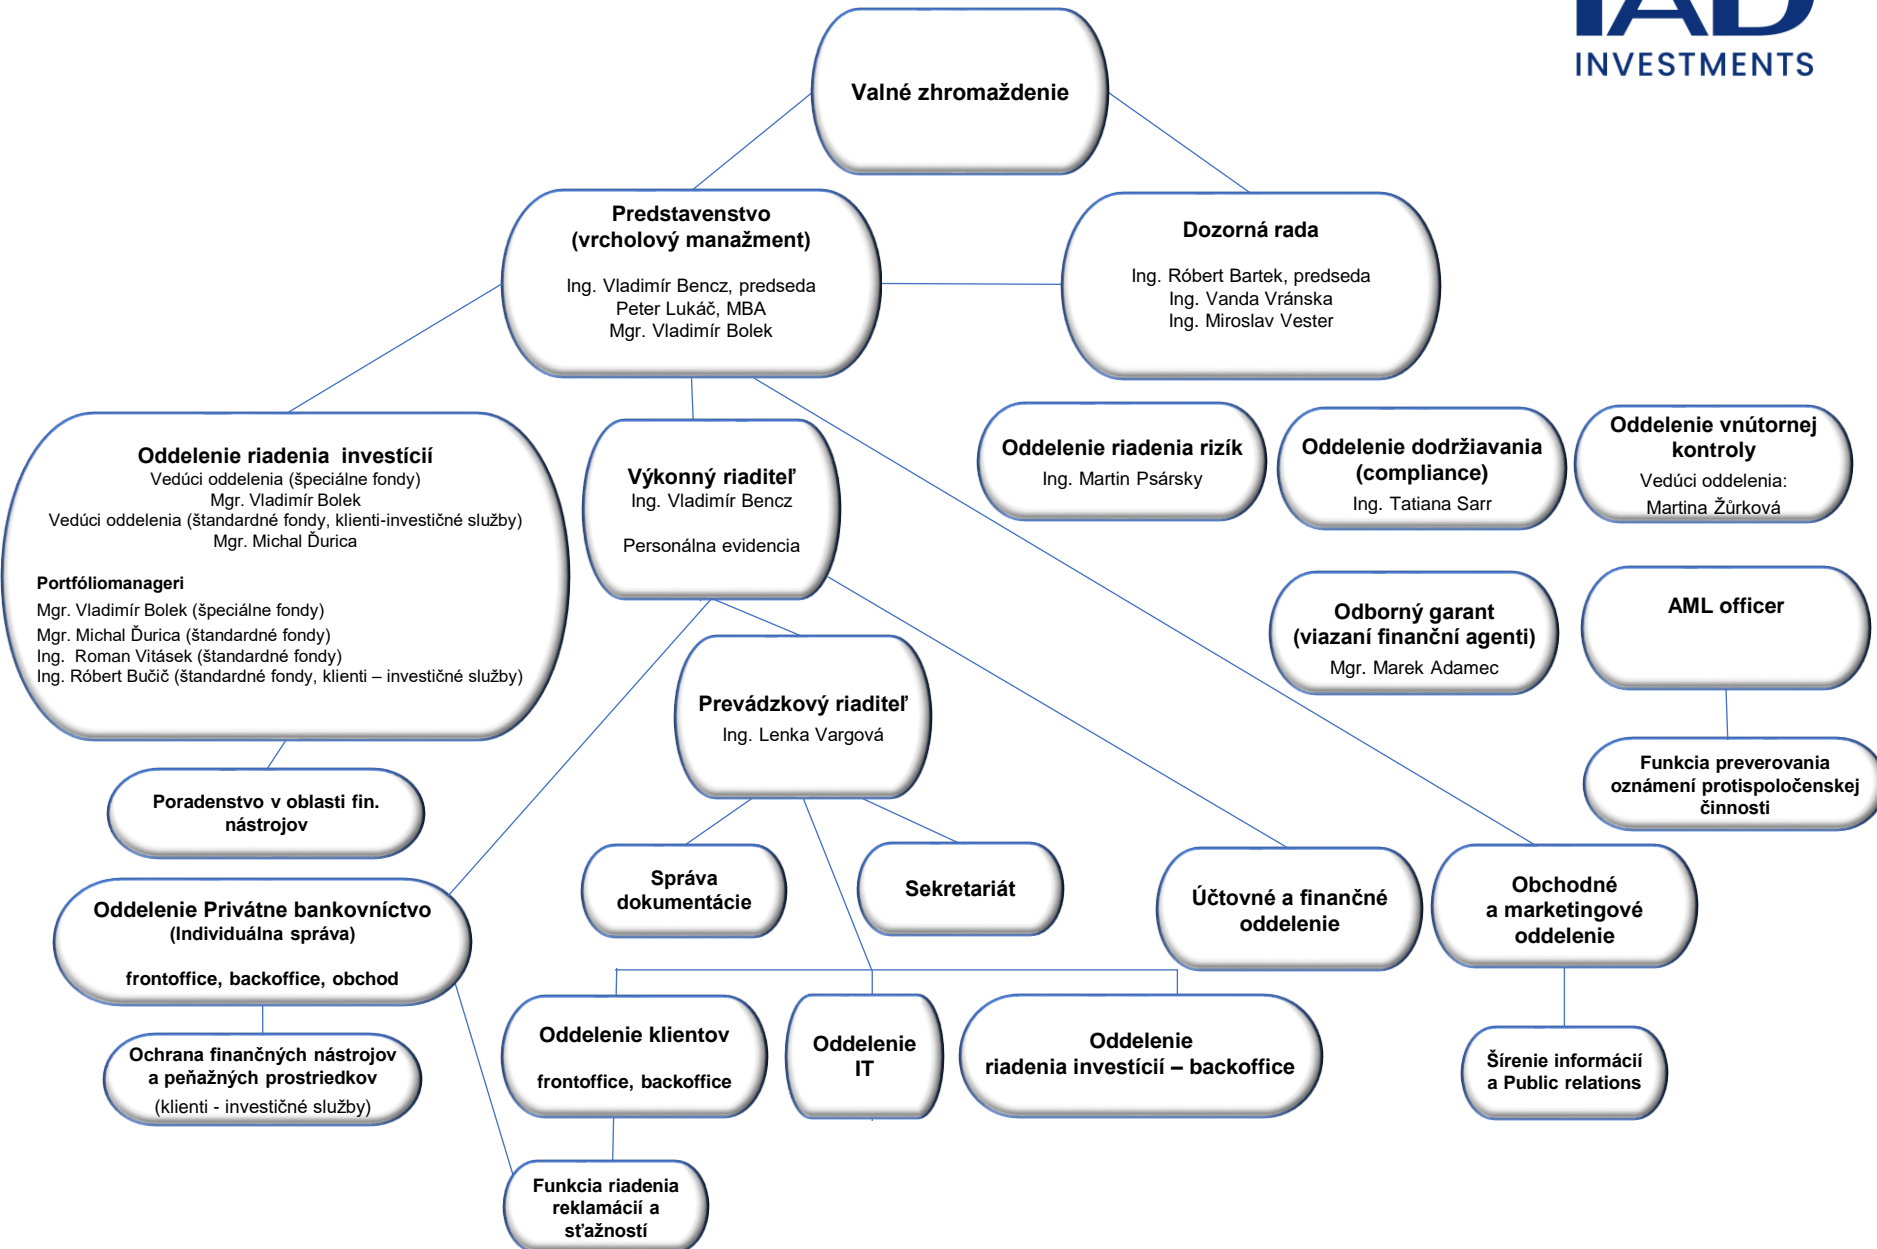 IAD
INVESTMENTS
Valné zhromaždenie
Predstavenstvo
(vrcholový manažment)
Ing. Vladimír Bencz, predseda
Peter Lukáč, MBA
Mgr. Vladimír Bolek
Dozorná rada
Ing. Róbert Bartek, predseda
Ing. Vanda Vránska
Ing. Miroslav Vester
Oddelenie riadenia  investícií
Vedúci oddelenia (špeciálne fondy)
Mgr. Vladimír Bolek
Vedúci oddelenia (štandardné fondy, klienti-investičné služby)
Mgr. Michal Ďurica
Portfóliomanageri
Mgr. Vladimír Bolek (špeciálne fondy)
Mgr. Michal Ďurica (štandardné fondy)
Ing.  Roman Vitásek (štandardné fondy)
Ing. Róbert Bučič (štandardné fondy, klienti – investičné služby)
Výkonný riaditeľ
Ing. Vladimír Bencz
Personálna evidencia
Oddelenie riadenia rizík
Ing. Martin Psársky
Oddelenie dodržiavania
(compliance)
Ing. Tatiana Sarr
Oddelenie vnútornej
kontroly
Vedúci oddelenia:
Martina Žůrková
Odborný garant
(viazaní finanční agenti)
Mgr. Marek Adamec
AML officer
Prevádzkový riaditeľ
Ing. Lenka Vargová
Funkcia preverovania
oznámení protispoločenskej
činnosti
Poradenstvo v oblasti fin.
nástrojov
Správa
dokumentácie
Sekretariát
Účtovné a finančné
oddelenie
Obchodné
a marketingové
oddelenie
Oddelenie Privátne bankovníctvo
(Individuálna správa)
frontoffice, backoffice, obchod
Oddelenie klientov
frontoffice, backoffice
Oddelenie
IT
Oddelenie
riadenia investícií – backoffice
Šírenie informácií
a Public relations
Ochrana finančných nástrojov
a peňažných prostriedkov
(klienti - investičné služby)
Funkcia riadenia
reklamácií a
sťažností